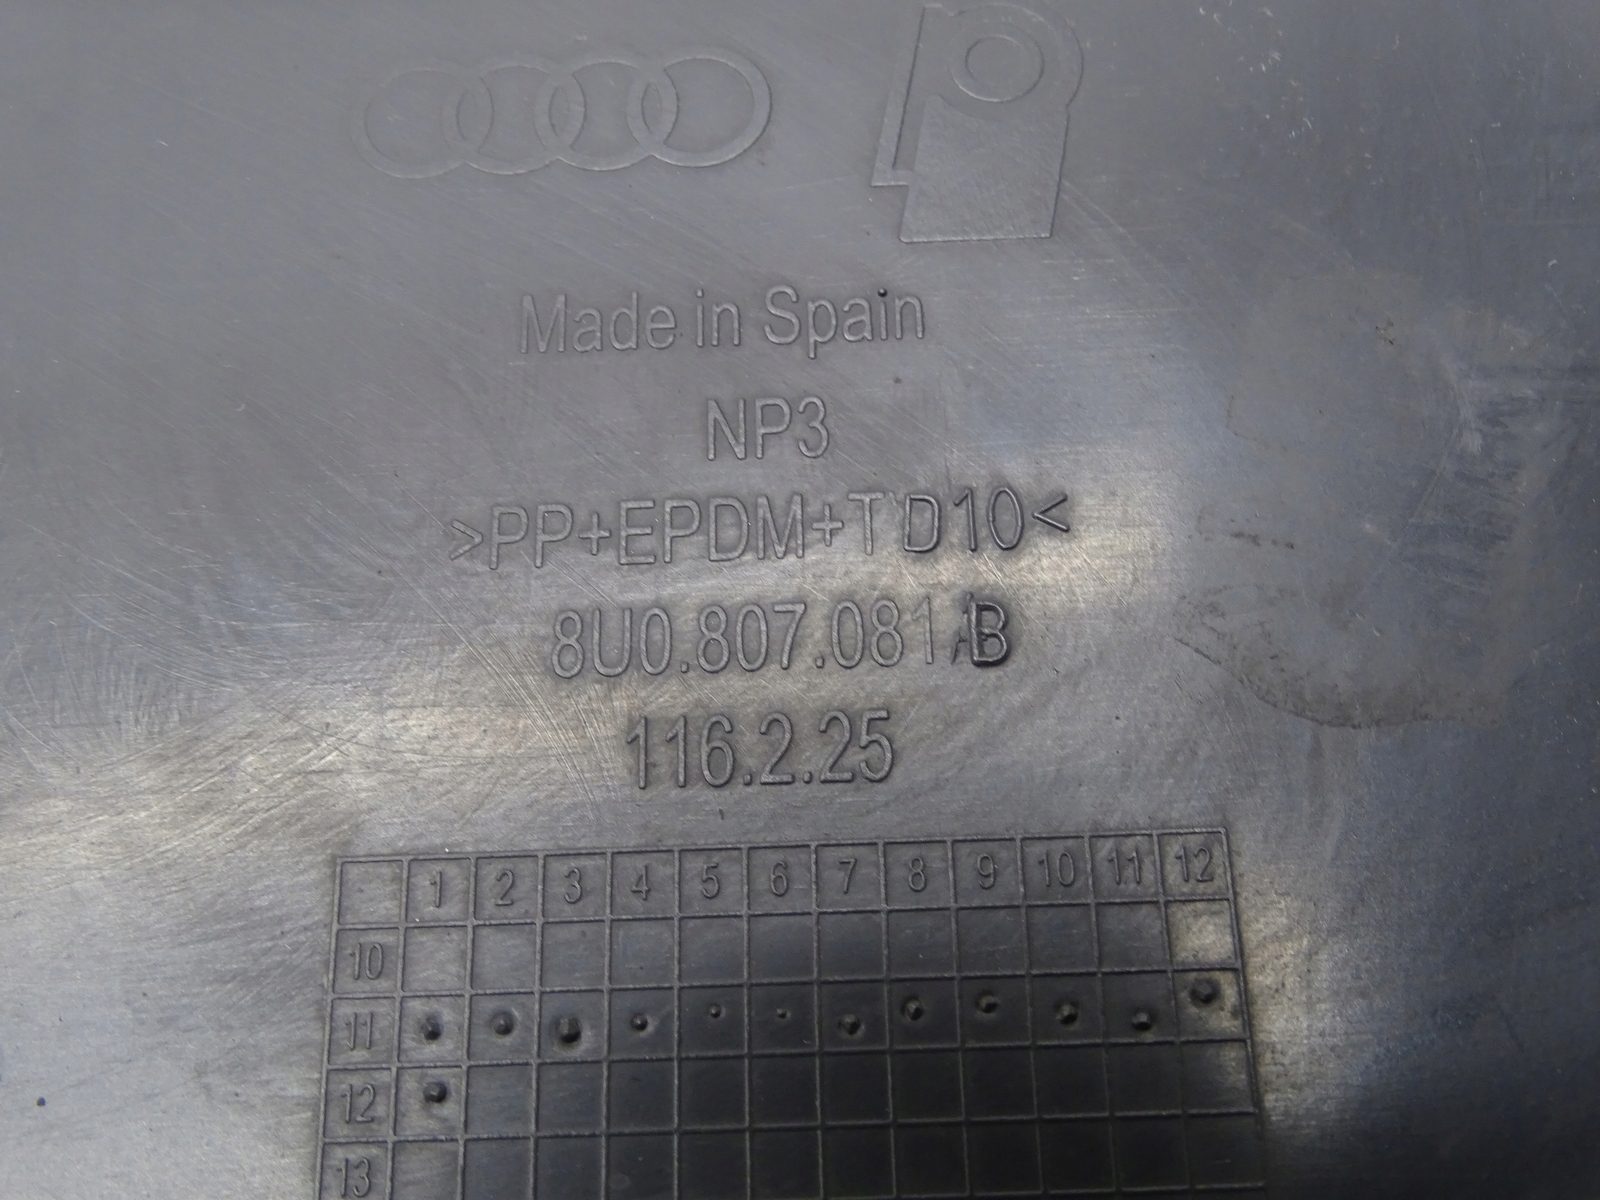 Made in Spain
NP3
>PP+EPDM+TD10<
8U0.807.081 B
116.2.25
1 2 3 4 5 6 7 8 9 10 11 12
10
11
12
13